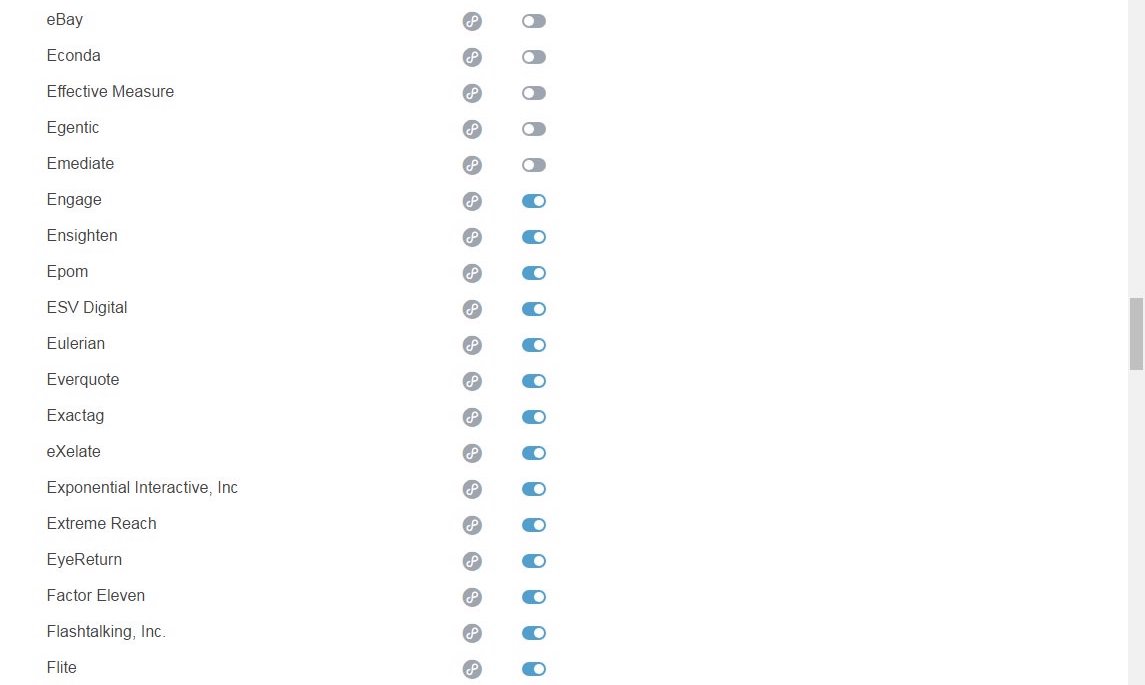 eBay
Econda
Effective Measure
Egentic
Emediate
Engage
Ensighten
Epom
ESV Digital
Eulerian
Everquote
Exactag
eXelate
Exponential Interactive, Inc
Extreme Reach
EyeReturn
Factor Eleven
Flashtalking, Inc.
Flite